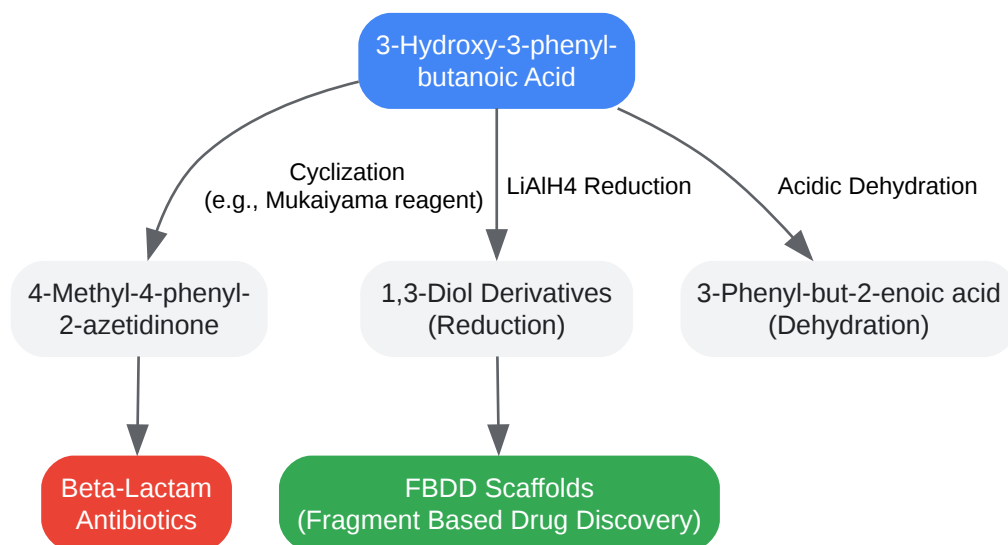 3-Hydroxy-3-phenyl-
butanoic Acid
Cyclization
(e.g., Mukaiyama reagent)
LiAlH4 Reduction
Acidic Dehydration
4-Methyl-4-phenyl-
2-azetidinone
1,3-Diol Derivatives
(Reduction)
3-Phenyl-but-2-enoic acid
(Dehydration)
Beta-Lactam
Antibiotics
FBDD Scaffolds
(Fragment Based Drug Discovery)